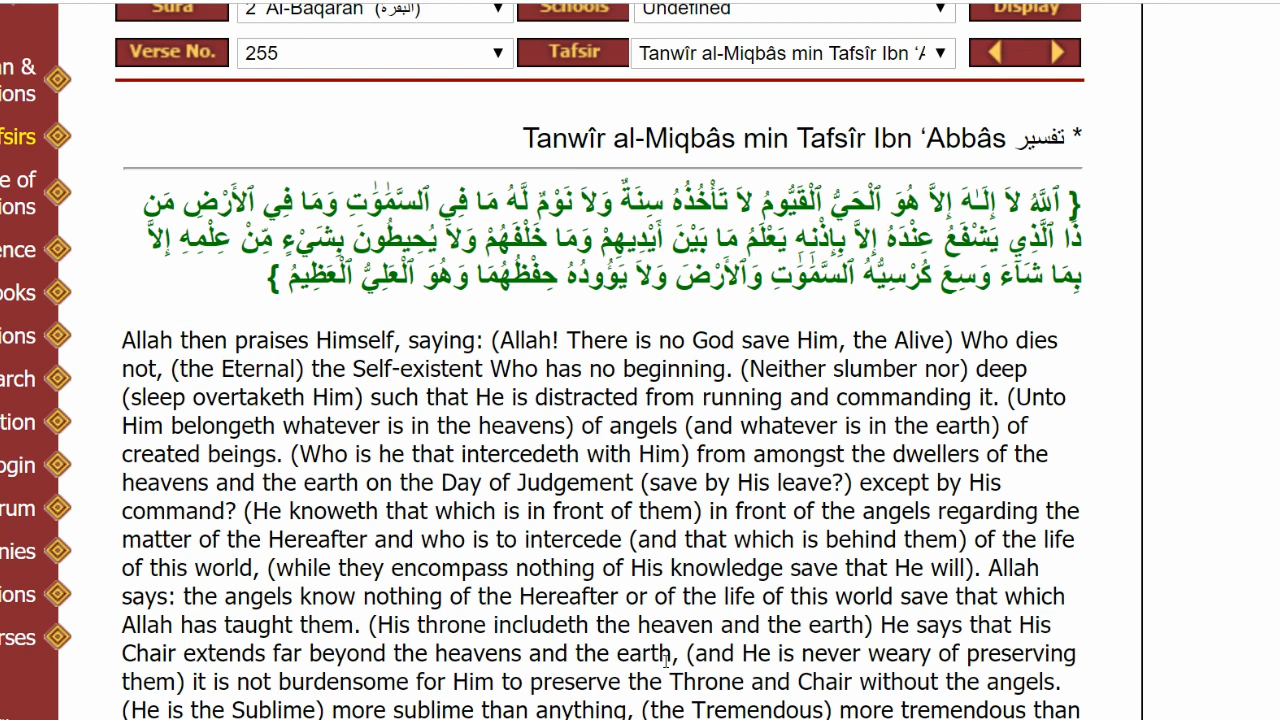 Sura
2 Al-Baqarah (البقرة)
Schools
Undefined
Display
Verse No.
255
Tafsir
Tanwîr al-Miqbâs min Tafsîr Ibn ‘A
n &
ions
fsirs
e of
ions
ence
ooks
ions
arch
tion
ogin
rum
nies
ions
rses
* تفسير Tanwîr al-Miqbâs min Tafsîr Ibn ‘Abbâs
{ ٱللَّهُ لاَ إِلَـٰهَ إِلاَّ هُوَ ٱلْحَيُّ ٱلْقَيُّومُ لاَ تَأْخُذُهُ سِنَةٌ وَلاَ نَوْمٌ لَّهُ مَا فِي ٱلسَّمَٰوَٰتِ وَمَا فِي ٱلأَرْضِ مَن
ذَا ٱلَّذِي يَشْفَعُ عِنْدَهُ إِلاَّ بِإِذْنِهِ يَعْلَمُ مَا بَيْنَ أَيْدِيهِمْ وَمَا خَلْفَهُمْ وَلاَ يُحِيطُونَ بِشَيْءٍ مِّنْ عِلْمِهِ إِلاَّ
بِمَا شَآءَ وَسِعَ كُرْسِيُّهُ ٱلسَّمَٰوَٰتِ وَٱلأَرْضَ وَلاَ يَؤُودُهُ حِفْظُهُمَا وَهُوَ ٱلْعَلِيُّ ٱلْعَظِيمُ }
Allah then praises Himself, saying: (Allah! There is no God save Him, the Alive) Who dies
not, (the Eternal) the Self-existent Who has no beginning. (Neither slumber nor) deep
(sleep overtaketh Him) such that He is distracted from running and commanding it. (Unto
Him belongeth whatever is in the heavens) of angels (and whatever is in the earth) of
created beings. (Who is he that intercedeth with Him) from amongst the dwellers of the
heavens and the earth on the Day of Judgement (save by His leave?) except by His
command? (He knoweth that which is in front of them) in front of the angels regarding the
matter of the Hereafter and who is to intercede (and that which is behind them) of the life
of this world, (while they encompass nothing of His knowledge save that He will). Allah
says: the angels know nothing of the Hereafter or of the life of this world save that which
Allah has taught them. (His throne includeth the heaven and the earth) He says that His
Chair extends far beyond the heavens and the earth, (and He is never weary of preserving
them) it is not burdensome for Him to preserve the Throne and Chair without the angels.
(He is the Sublime) more sublime than anything, (the Tremendous) more tremendous than